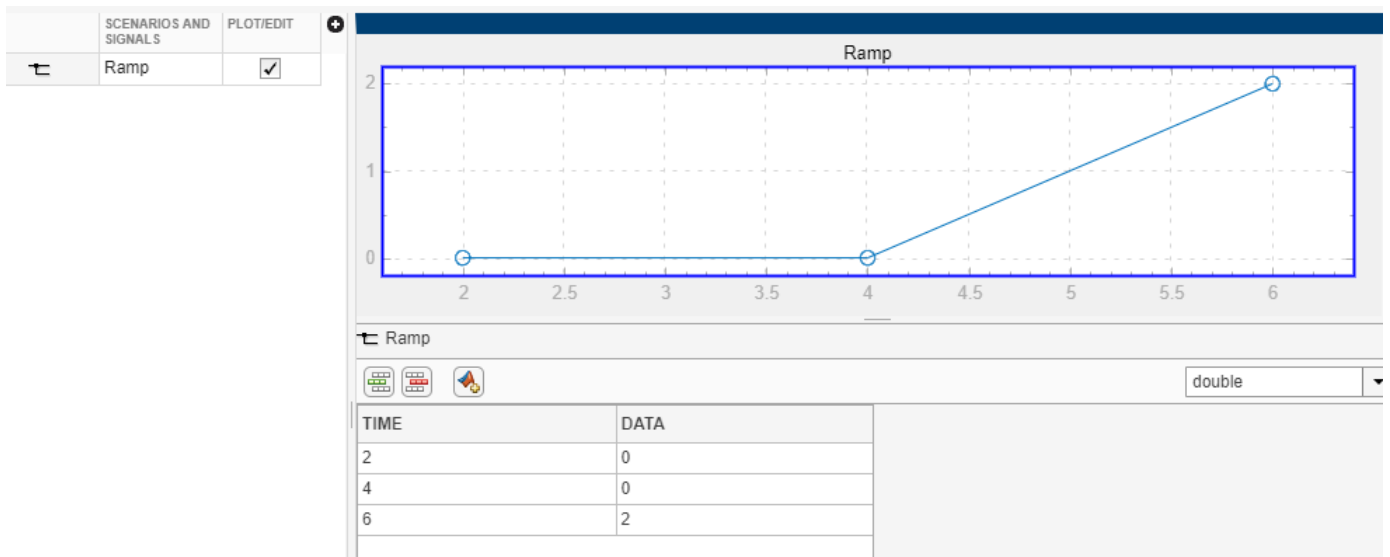 SCENARIOS AND SIGNALS PLOT/EDIT
Ramp
Ramp
2
1
0
2 2.5 3 3.5 4 4.5 5 5.5 6
Ramp
double
TIME DATA
2 0
4 0
6 2